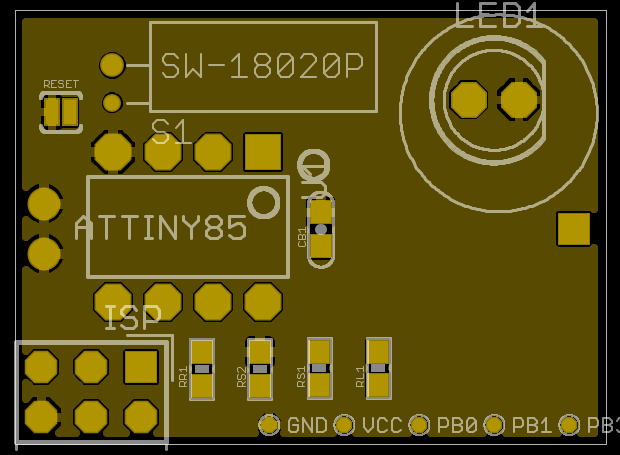 LED1
SW-18020P
RESET
S1
ATTINY85
CB1
ISP
RR1
RS2
RS1
RL1
GND VCC PB0 PB1 PB3